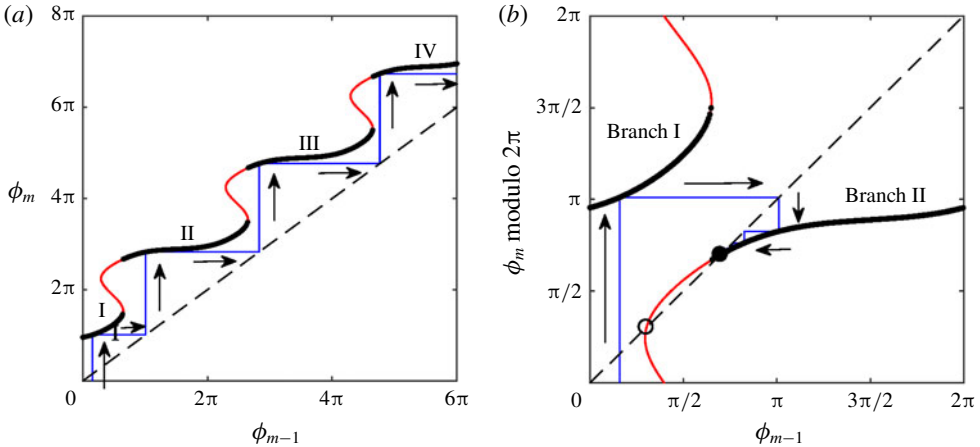 (a)
8π
6π
4π
2π
0
2π
4π
6π
ϕm
ϕm−1
I
II
III
IV
(b)
2π
3π/2
π
π/2
0
π/2
π
3π/2
2π
ϕm modulo 2π
ϕm−1
Branch I
Branch II